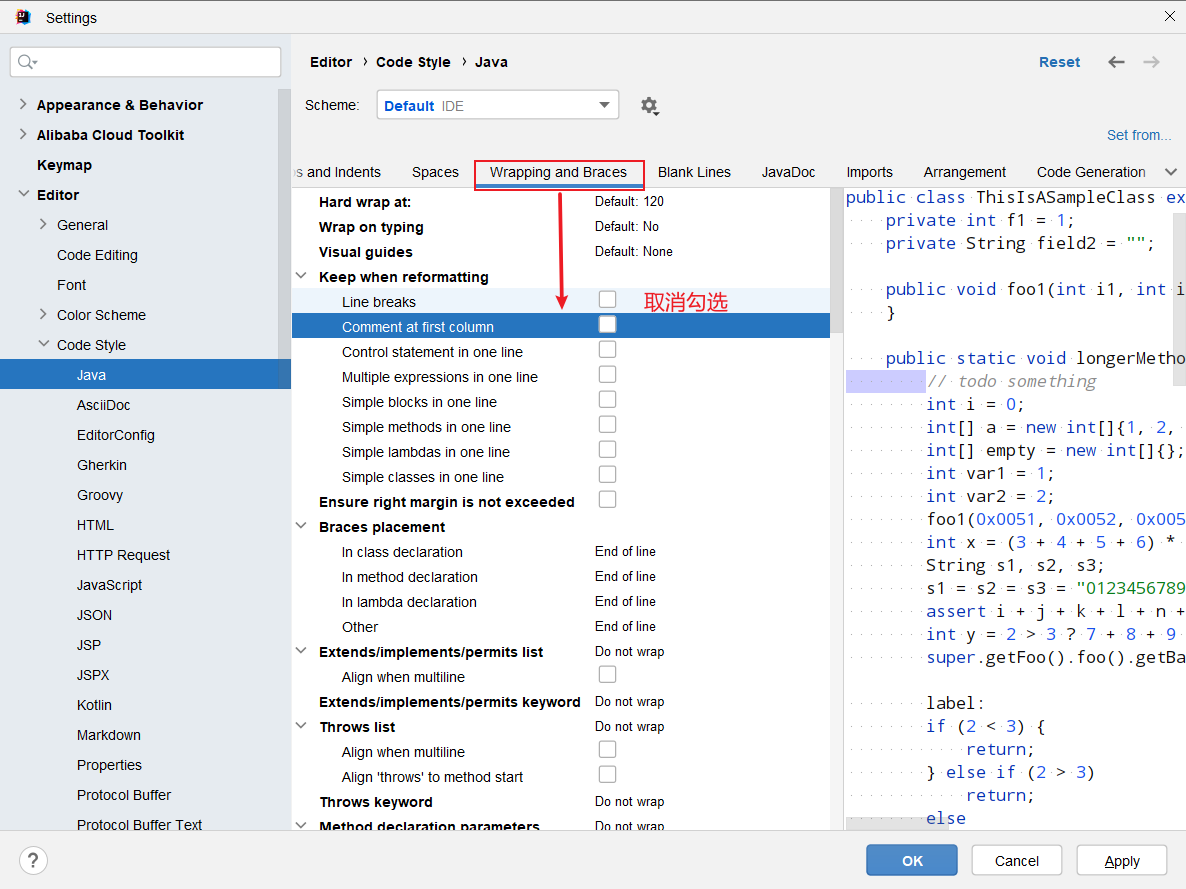 Settings
Editor › Code Style › Java
Reset
Scheme:
Default IDE
Set from...
s and Indents
Spaces
Wrapping and Braces
Blank Lines
JavaDoc
Imports
Arrangement
Code Generation
Appearance & Behavior
Alibaba Cloud Toolkit
Keymap
Editor
General
Code Editing
Font
Color Scheme
Code Style
Java
AsciiDoc
EditorConfig
Gherkin
Groovy
HTML
HTTP Request
JavaScript
JSON
JSP
JSPX
Kotlin
Markdown
Properties
Protocol Buffer
Protocol Buffer Text
Hard wrap at: Default: 120
Wrap on typing Default: No
Visual guides Default: None
Keep when reformatting
Line breaks
取消勾选
Comment at first column
Control statement in one line
Multiple expressions in one line
Simple blocks in one line
Simple methods in one line
Simple lambdas in one line
Simple classes in one line
Ensure right margin is not exceeded
Braces placement
In class declaration End of line
In method declaration End of line
In lambda declaration End of line
Other End of line
Extends/implements/permits list Do not wrap
Align when multiline
Extends/implements/permits keyword Do not wrap
Throws list Do not wrap
Align when multiline
Align 'throws' to method start
Throws keyword Do not wrap
Method declaration parameters Do not wrap
public class ThisIsASampleClass ex
private int f1 = 1;
private String field2 = "";
public void foo1(int i1, int i
}
public static void longerMetho
// todo something
int i = 0;
int[] a = new int[]{1, 2,
int[] empty = new int[]{};
int var1 = 1;
int var2 = 2;
foo1(0x0051, 0x0052, 0x005
int x = (3 + 4 + 5 + 6) *
String s1, s2, s3;
s1 = s2 = s3 = "0123456789
assert i + j + k + l + n +
int y = 2 > 3 ? 7 + 8 + 9
super.getFoo().foo().getBa
label:
if (2 < 3) {
return;
} else if (2 > 3)
return;
else
?
OK
Cancel
Apply